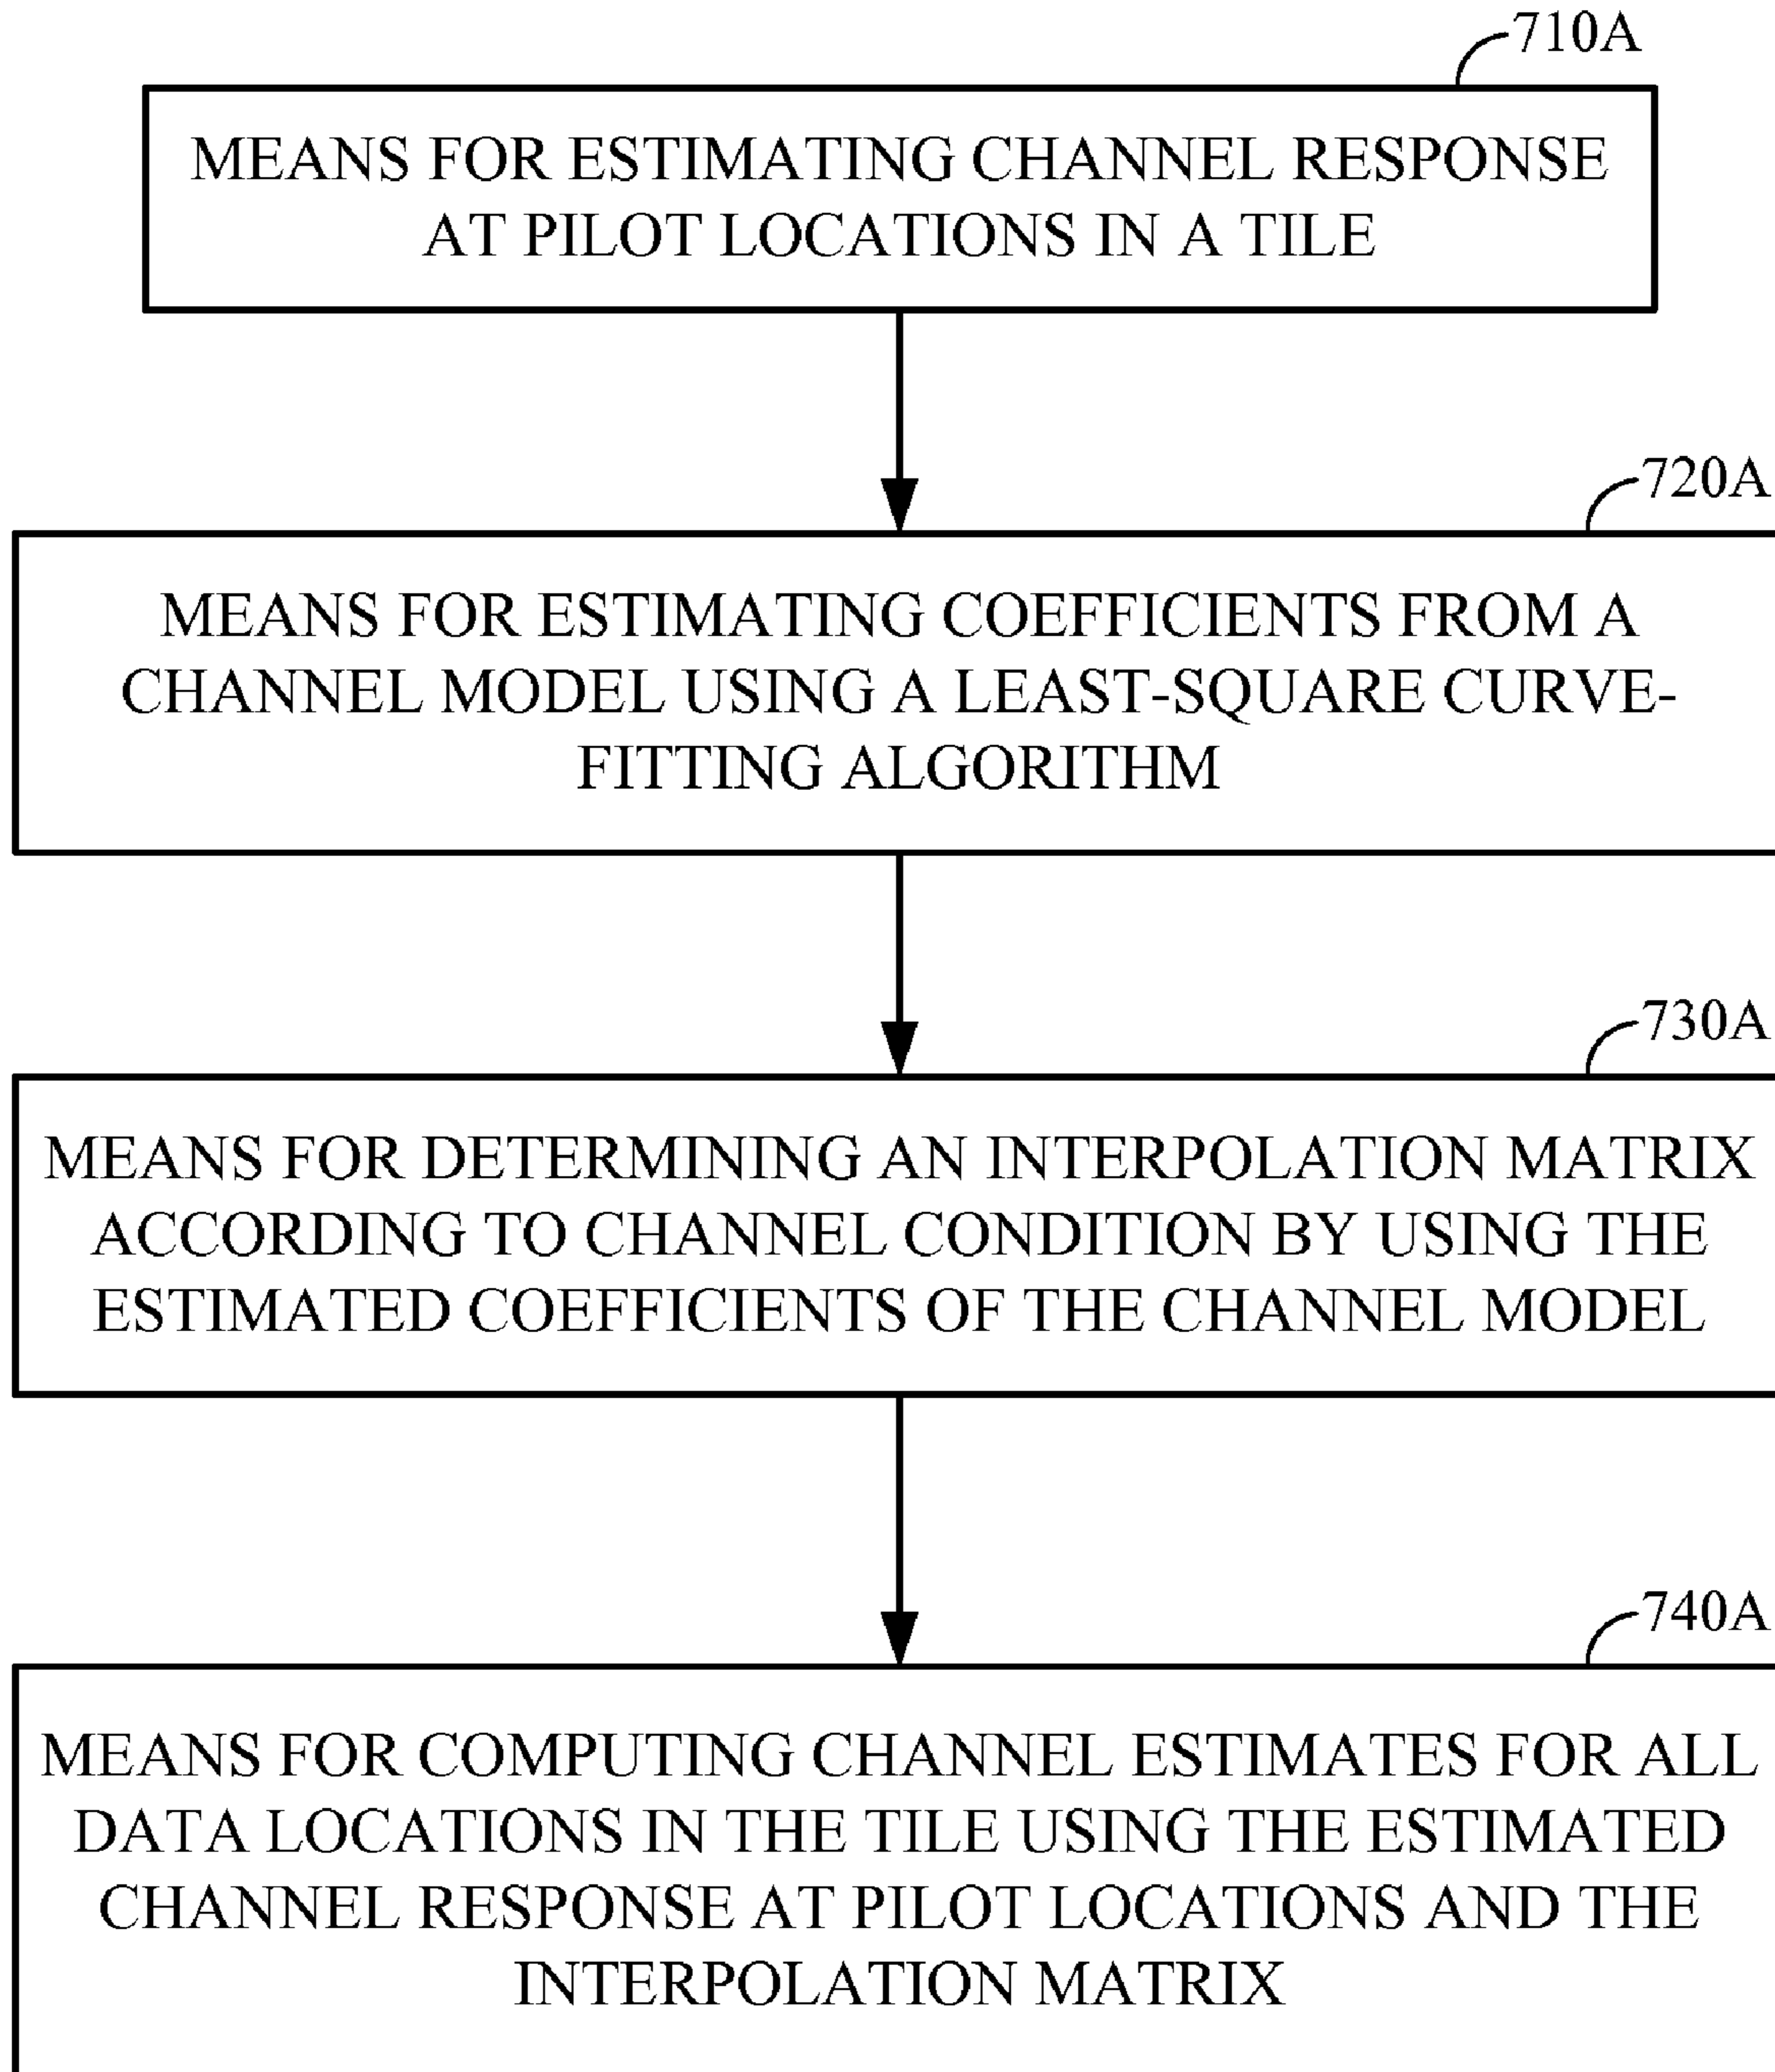 710A
MEANS FOR ESTIMATING CHANNEL RESPONSE
AT PILOT LOCATIONS IN A TILE
720A
MEANS FOR ESTIMATING COEFFICIENTS FROM A
CHANNEL MODEL USING A LEAST-SQUARE CURVE-
FITTING ALGORITHM
730A
MEANS FOR DETERMINING AN INTERPOLATION MATRIX
ACCORDING TO CHANNEL CONDITION BY USING THE
ESTIMATED COEFFICIENTS OF THE CHANNEL MODEL
740A
MEANS FOR COMPUTING CHANNEL ESTIMATES FOR ALL
DATA LOCATIONS IN THE TILE USING THE ESTIMATED
CHANNEL RESPONSE AT PILOT LOCATIONS AND THE
INTERPOLATION MATRIX